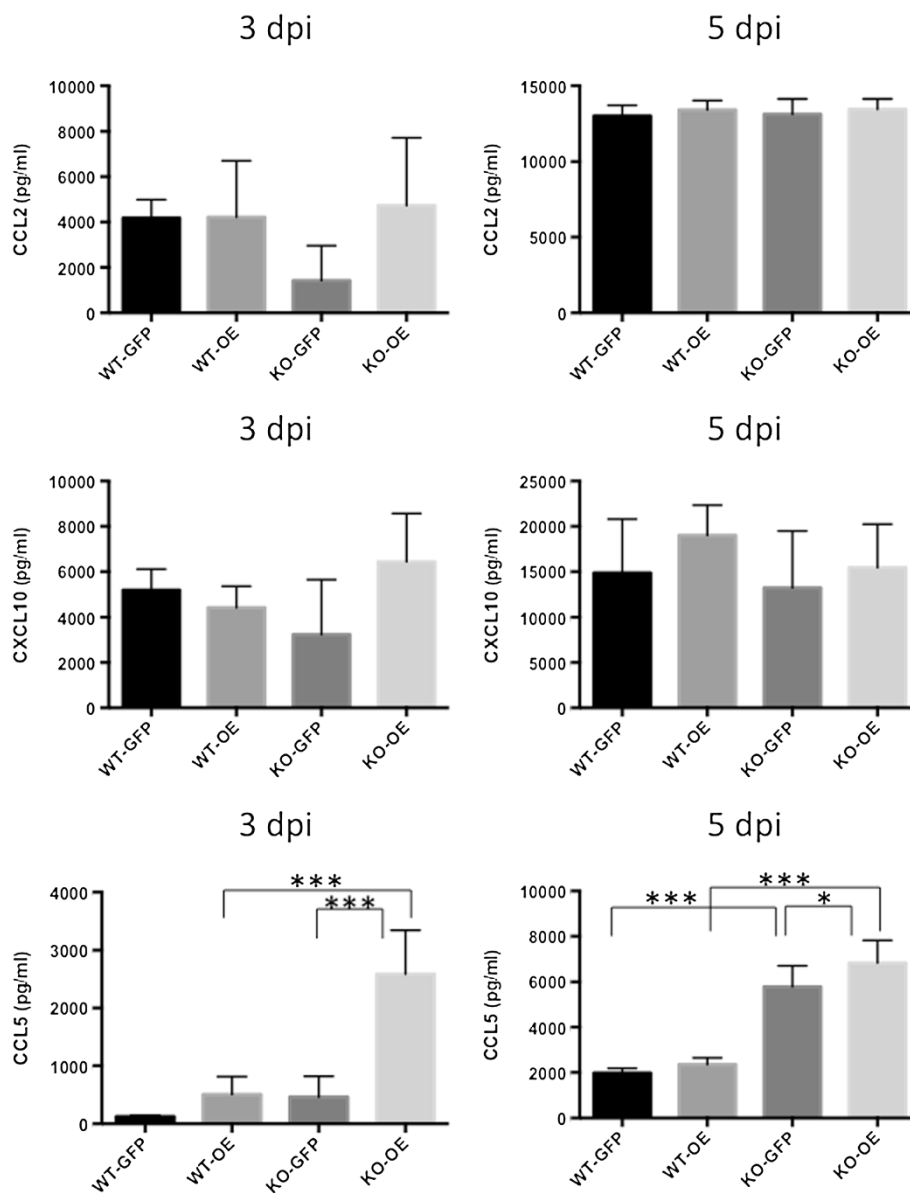 3 dpi
5 dpi
10000
8000
6000
4000
2000
0
CCL2 (pg/ml)
WT-GFP
WT-OE
KO-GFP
KO-OE
15000
10000
5000
0
CCL2 (pg/ml)
WT-GFP
WT-OE
KO-GFP
KO-OE
3 dpi
5 dpi
10000
8000
6000
4000
2000
0
CXCL10 (pg/ml)
WT-GFP
WT-OE
KO-GFP
KO-OE
25000
20000
15000
10000
5000
0
CXCL10 (pg/ml)
WT-GFP
WT-OE
KO-GFP
KO-OE
3 dpi
5 dpi
4000
3000
2000
1000
0
CCL5 (pg/ml)
***
***
WT-GFP
WT-OE
KO-GFP
KO-OE
10000
8000
6000
4000
2000
0
CCL5 (pg/ml)
***
***
*
WT-GFP
WT-OE
KO-GFP
KO-OE